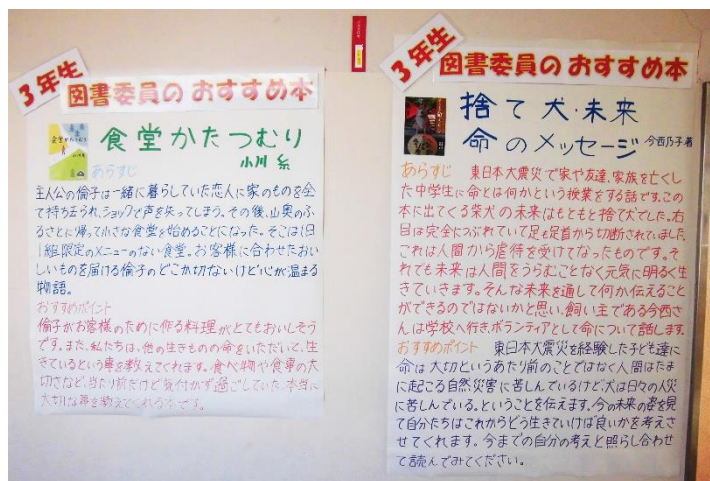 3年生
図書委員のおすすめ本
食堂かたつむり
小川 糸
あらすじ
主人公の倫子は一緒に暮らしていた恋人に家のものを全
て持ち去られ、ショックで声を失ってしまう。その後、山奥のふ
るさとに帰って小さな食堂を始めることになった。そこは1日
1組限定のメニューのない食堂。お客様に合わせたおい
しいものを届ける倫子のどこか切ないけど心が温まる
物語。
おすすめポイント
倫子がお客様のために作る料理がとてもおいしそう
です。また、私たちは、他の生きものの命をいただいて、生
きているという事を教えてくれます。食べ物や食事の大
切さなど、当たり前だけど気付かず過ごしていた、本当に
大切な事を教えてくれる本です。
3年生
図書委員のおすすめ本
捨て犬・未来
命のメッセージ 今西乃子著
あらすじ 東日本大震災で家や友達、家族を亡くし
た中学生に命とは何かという授業をする話です。この
本に出てくる柴犬の未来はもともと捨て犬でした。右
目は完全につぶれていて足も足首から切断されていました。
これは人間から虐待を受けてなったものです。そ
れでも未来は人間をうらむことなく元気に明るく生
きていきます。そんな未来を通して何か伝えること
ができるのではないかと思い、飼い主である今西さ
んは学校へ行き、ボランティアとして命について話します。
おすすめポイント 東日本大震災を経験した子ども達に
命は大切というあたり前のことではなく人間はたま
に起こる自然災害に苦しんでいるけど、犬は日々の人災
に苦しんでいる。ということを伝えます。今の未来の姿を見
て自分たちはこれからどう生きていけば良いかを考えさ
せてくれます。今までの自分の考えと照らし合わせ
て読んでみてください。